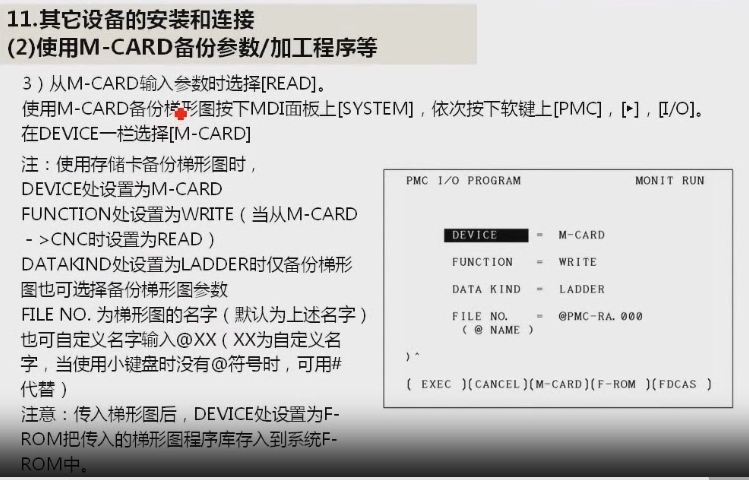 11.其它设备的安装和连接
(2)使用M-CARD备份参数/加工程序等
3）从M-CARD输入参数时选择[READ]。
使用M-CARD备份梯形图按下MDI面板上[SYSTEM]，依次按下软键上[PMC]，[▸]，[I/O]。
在DEVICE一栏选择[M-CARD]
注：使用存储卡备份梯形图时，
DEVICE处设置为M-CARD
FUNCTION处设置为WRITE（当从M-CARD
->CNC时设置为READ）
DATAKIND处设置为LADDER时仅备份梯形
图也可选择备份梯形图参数
FILE NO. 为梯形图的名字（默认为上述名字）
也可自定义名字输入@XX（XX为自定义名
字，当使用小键盘时没有@符号时，可用#
代替）
注意：传入梯形图后，DEVICE处设置为F-
ROM把传入的梯形图程序库存入到系统F-
ROM中。
PMC I/O PROGRAM MONIT RUN
DEVICE = M-CARD
FUNCTION = WRITE
DATA KIND = LADDER
FILE NO. = @PMC-RA.000
( @ NAME )
)^
( EXEC )(CANCEL)(M-CARD)(F-ROM )(FDCAS )